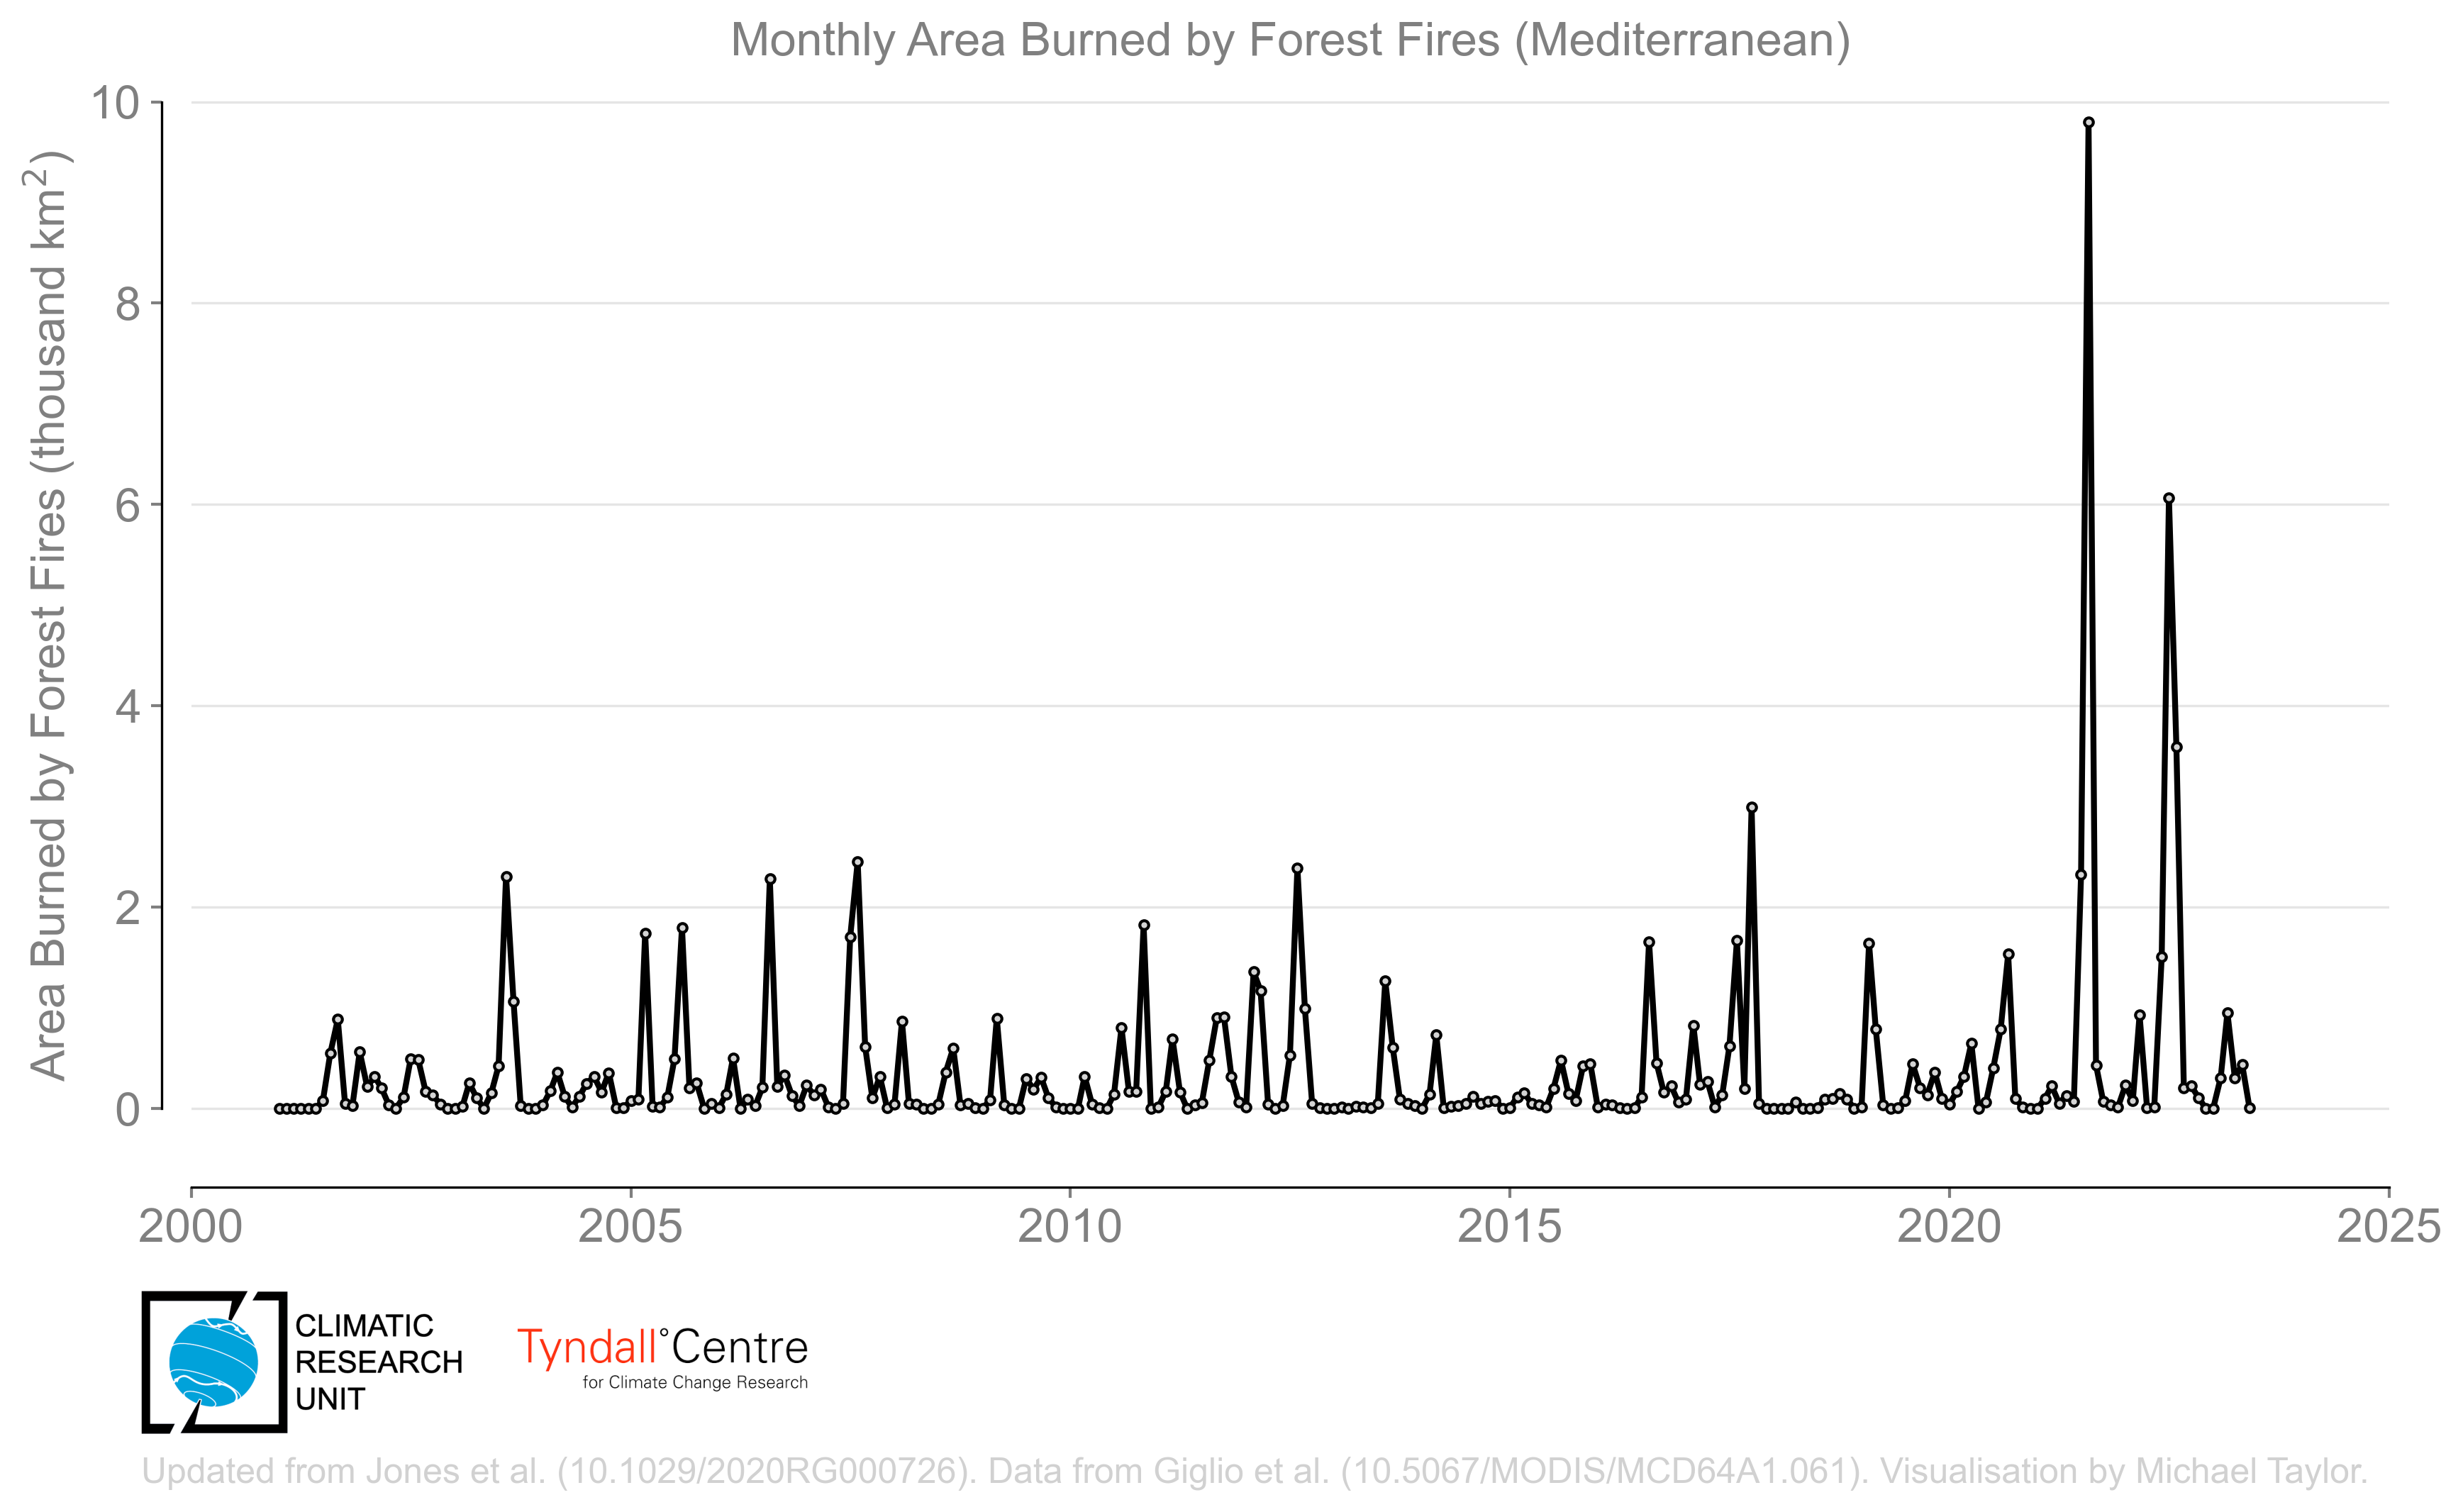 Monthly Area Burned by Forest Fires (Mediterranean)
Area Burned by Forest Fires (thousand km²)
10
8
6
4
2
0
2000 2005 2010 2015 2020 2025
CLIMATIC
RESEARCH
UNIT
Tyndall°Centre
for Climate Change Research
Updated from Jones et al. (10.1029/2020RG000726). Data from Giglio et al. (10.5067/MODIS/MCD64A1.061). Visualisation by Michael Taylor.